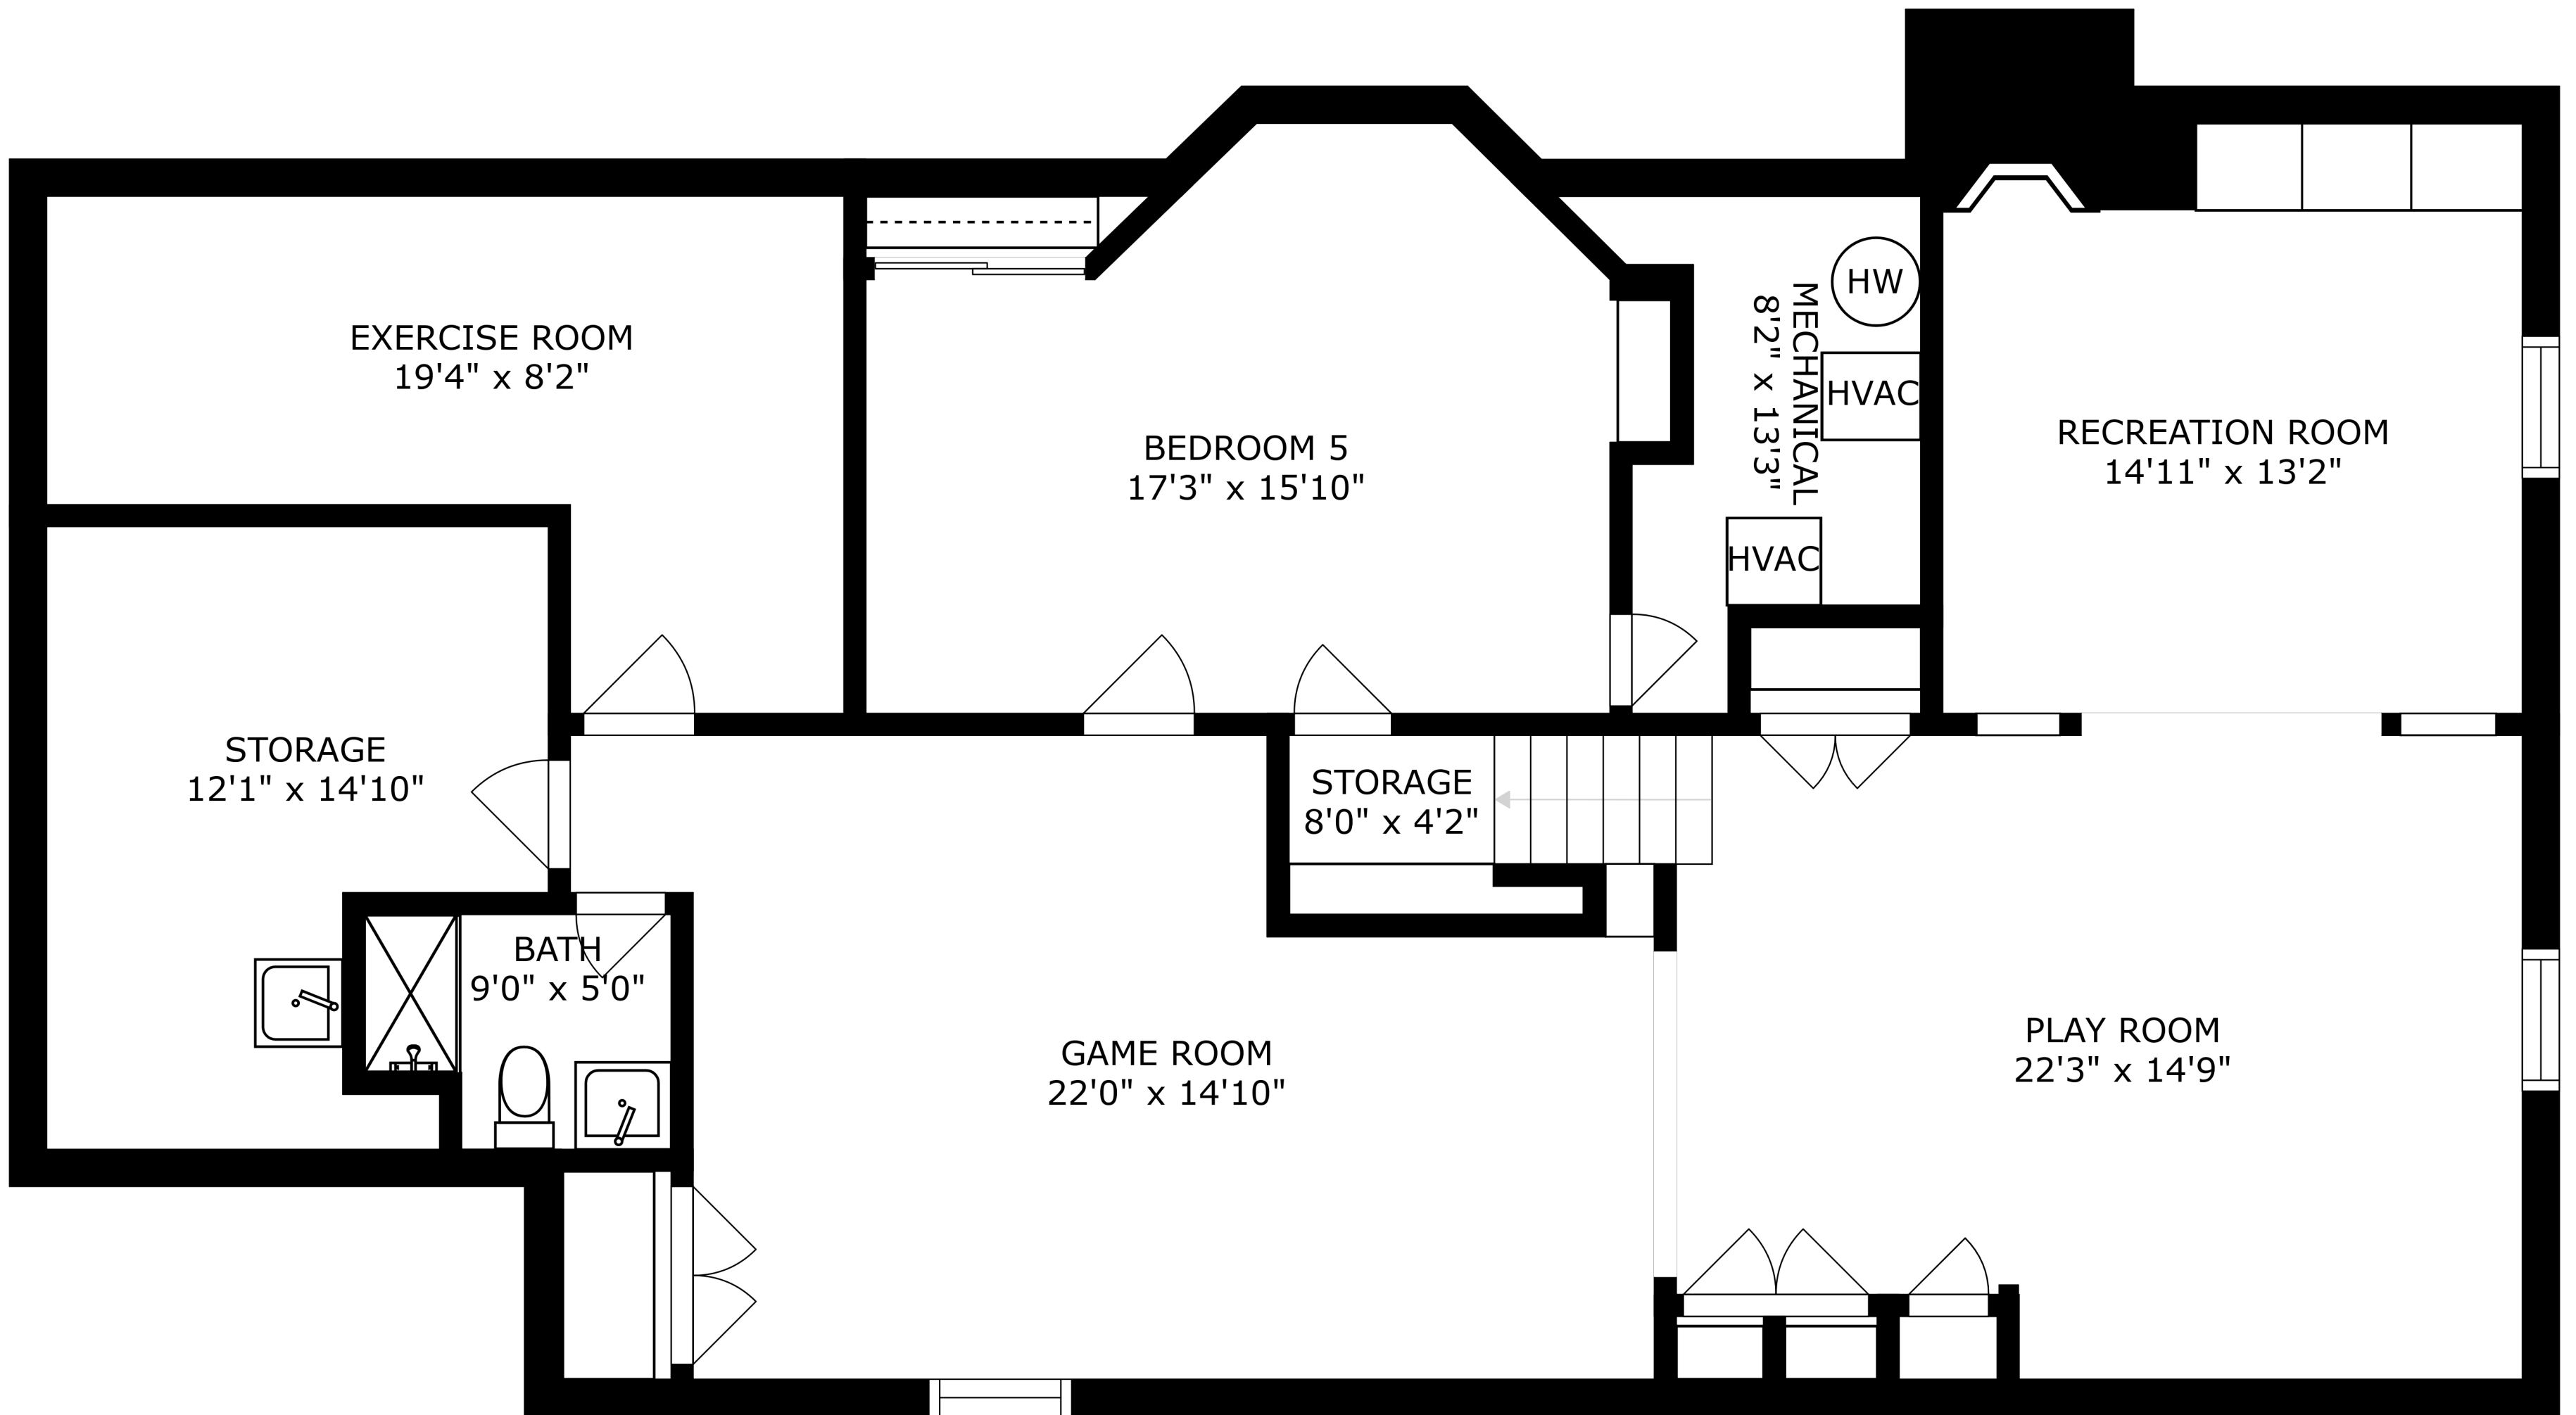 EXERCISE ROOM
19'4" x 8'2"
BEDROOM 5
17'3" x 15'10"
MECHANICAL
8'2" x 13'3"
HW
HVAC
HVAC
RECREATION ROOM
14'11" x 13'2"
STORAGE
12'1" x 14'10"
STORAGE
8'0" x 4'2"
BATH
9'0" x 5'0"
GAME ROOM
22'0" x 14'10"
PLAY ROOM
22'3" x 14'9"